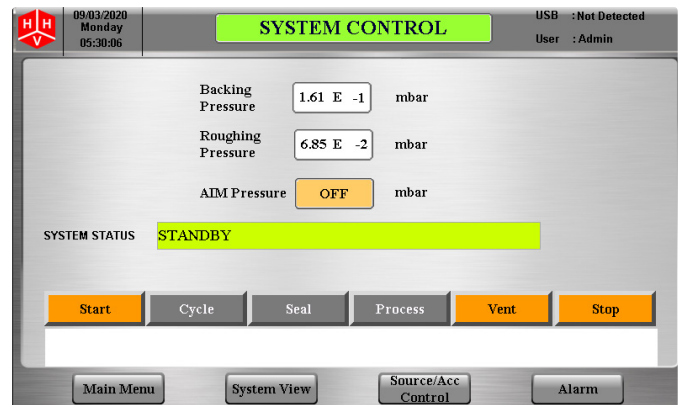 09/03/2020
Monday
05:30:06
H H
V
SYSTEM CONTROL
USB : Not Detected
User : Admin
Backing
Pressure
1.61 E -1 mbar
Roughing
Pressure
6.85 E -2 mbar
AIM Pressure OFF mbar
SYSTEM STATUS STANDBY
Start Cycle Seal Process Vent Stop
Main Menu System View Source/Acc
Control Alarm